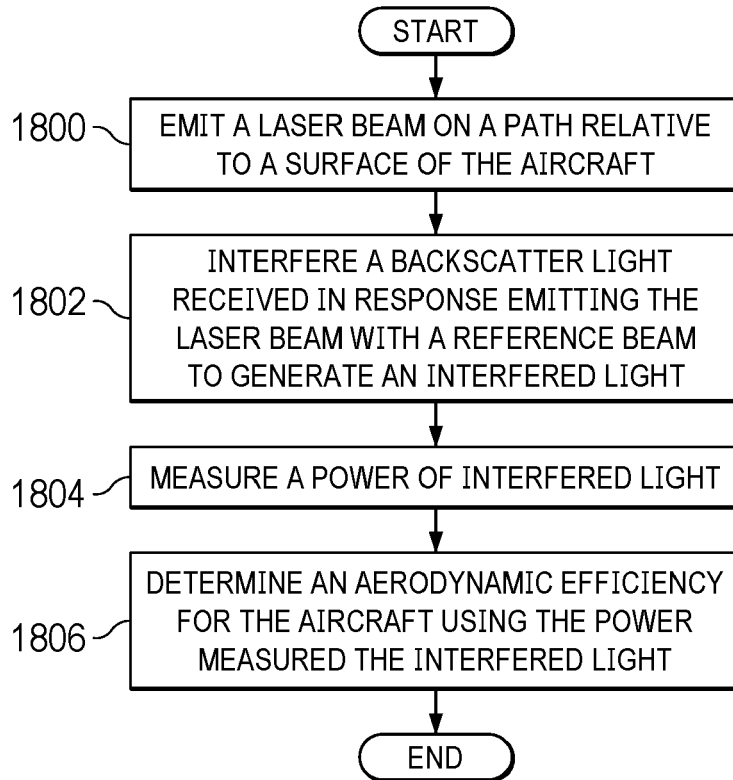 START
1800
EMIT A LASER BEAM ON A PATH RELATIVE
TO A SURFACE OF THE AIRCRAFT
1802
INTERFERE A BACKSCATTER LIGHT
RECEIVED IN RESPONSE EMITTING THE
LASER BEAM WITH A REFERENCE BEAM
TO GENERATE AN INTERFERED LIGHT
1804
MEASURE A POWER OF INTERFERED LIGHT
1806
DETERMINE AN AERODYNAMIC EFFICIENCY
FOR THE AIRCRAFT USING THE POWER
MEASURED THE INTERFERED LIGHT
END